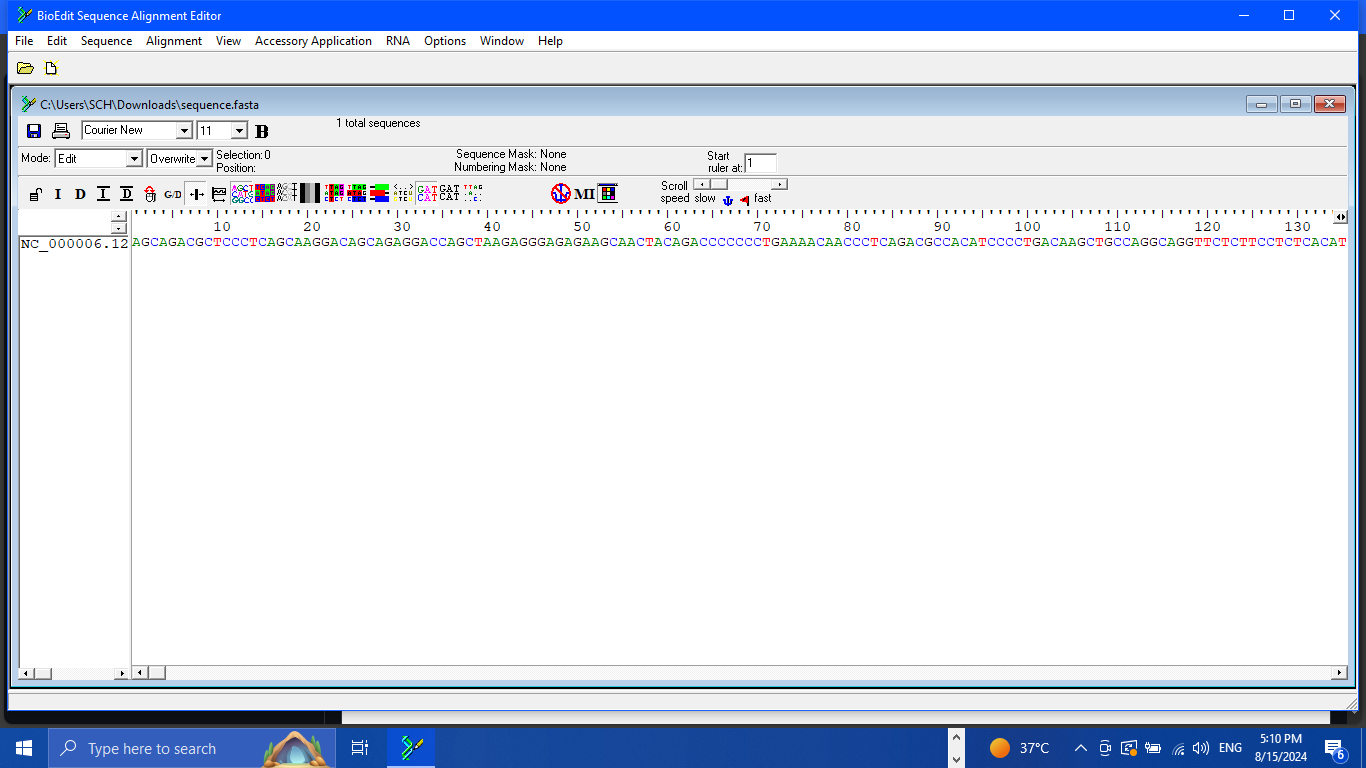 BioEdit Sequence Alignment Editor
File Edit Sequence Alignment View Accessory Application RNA Options Window Help
C:\Users\SCH\Downloads\sequence.fasta
Courier New 11 B 1 total sequences
Mode: Edit Overwrite Selection: 0 Sequence Mask: None Start
Position: Numbering Mask: None ruler at: 1
I D I D G/D MI Scroll
speed slow fast
10 20 30 40 50 60 70 80 90 100 110 120 130
NC_000006.12 AGCAGACGCTCCCTCAGCAAGGACAGCAGAGGACCAGCTAAGAGGGAGAGAAGCAACTACAGACCCCCCCTGAAAACAACCCTCAGACGCCACATCCCCTGACAAGCTGCCAGGCAGGTTCTCTTCCTCTCACAT
Type here to search
37°C ENG 5:10 PM
8/15/2024 6